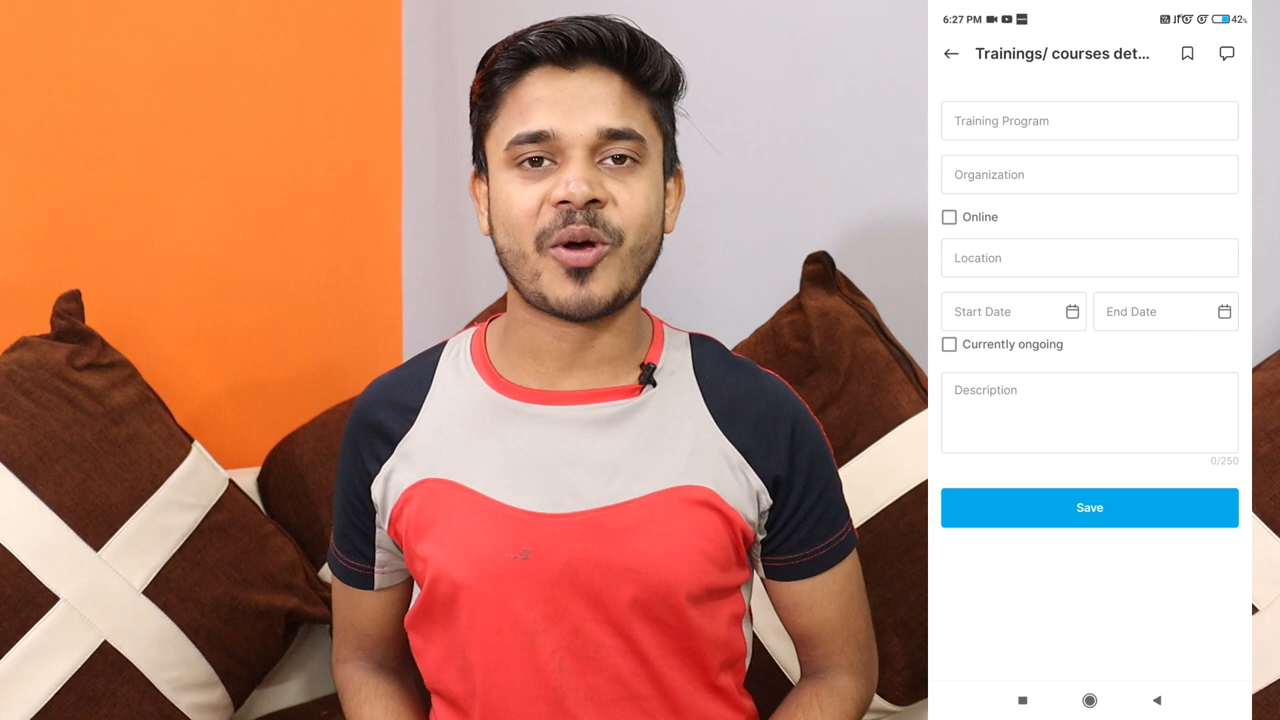 6:27 PM
42%
Trainings/ courses det...
Training Program
Organization
Online
Location
Start Date
End Date
Currently ongoing
Description
0/250
Save